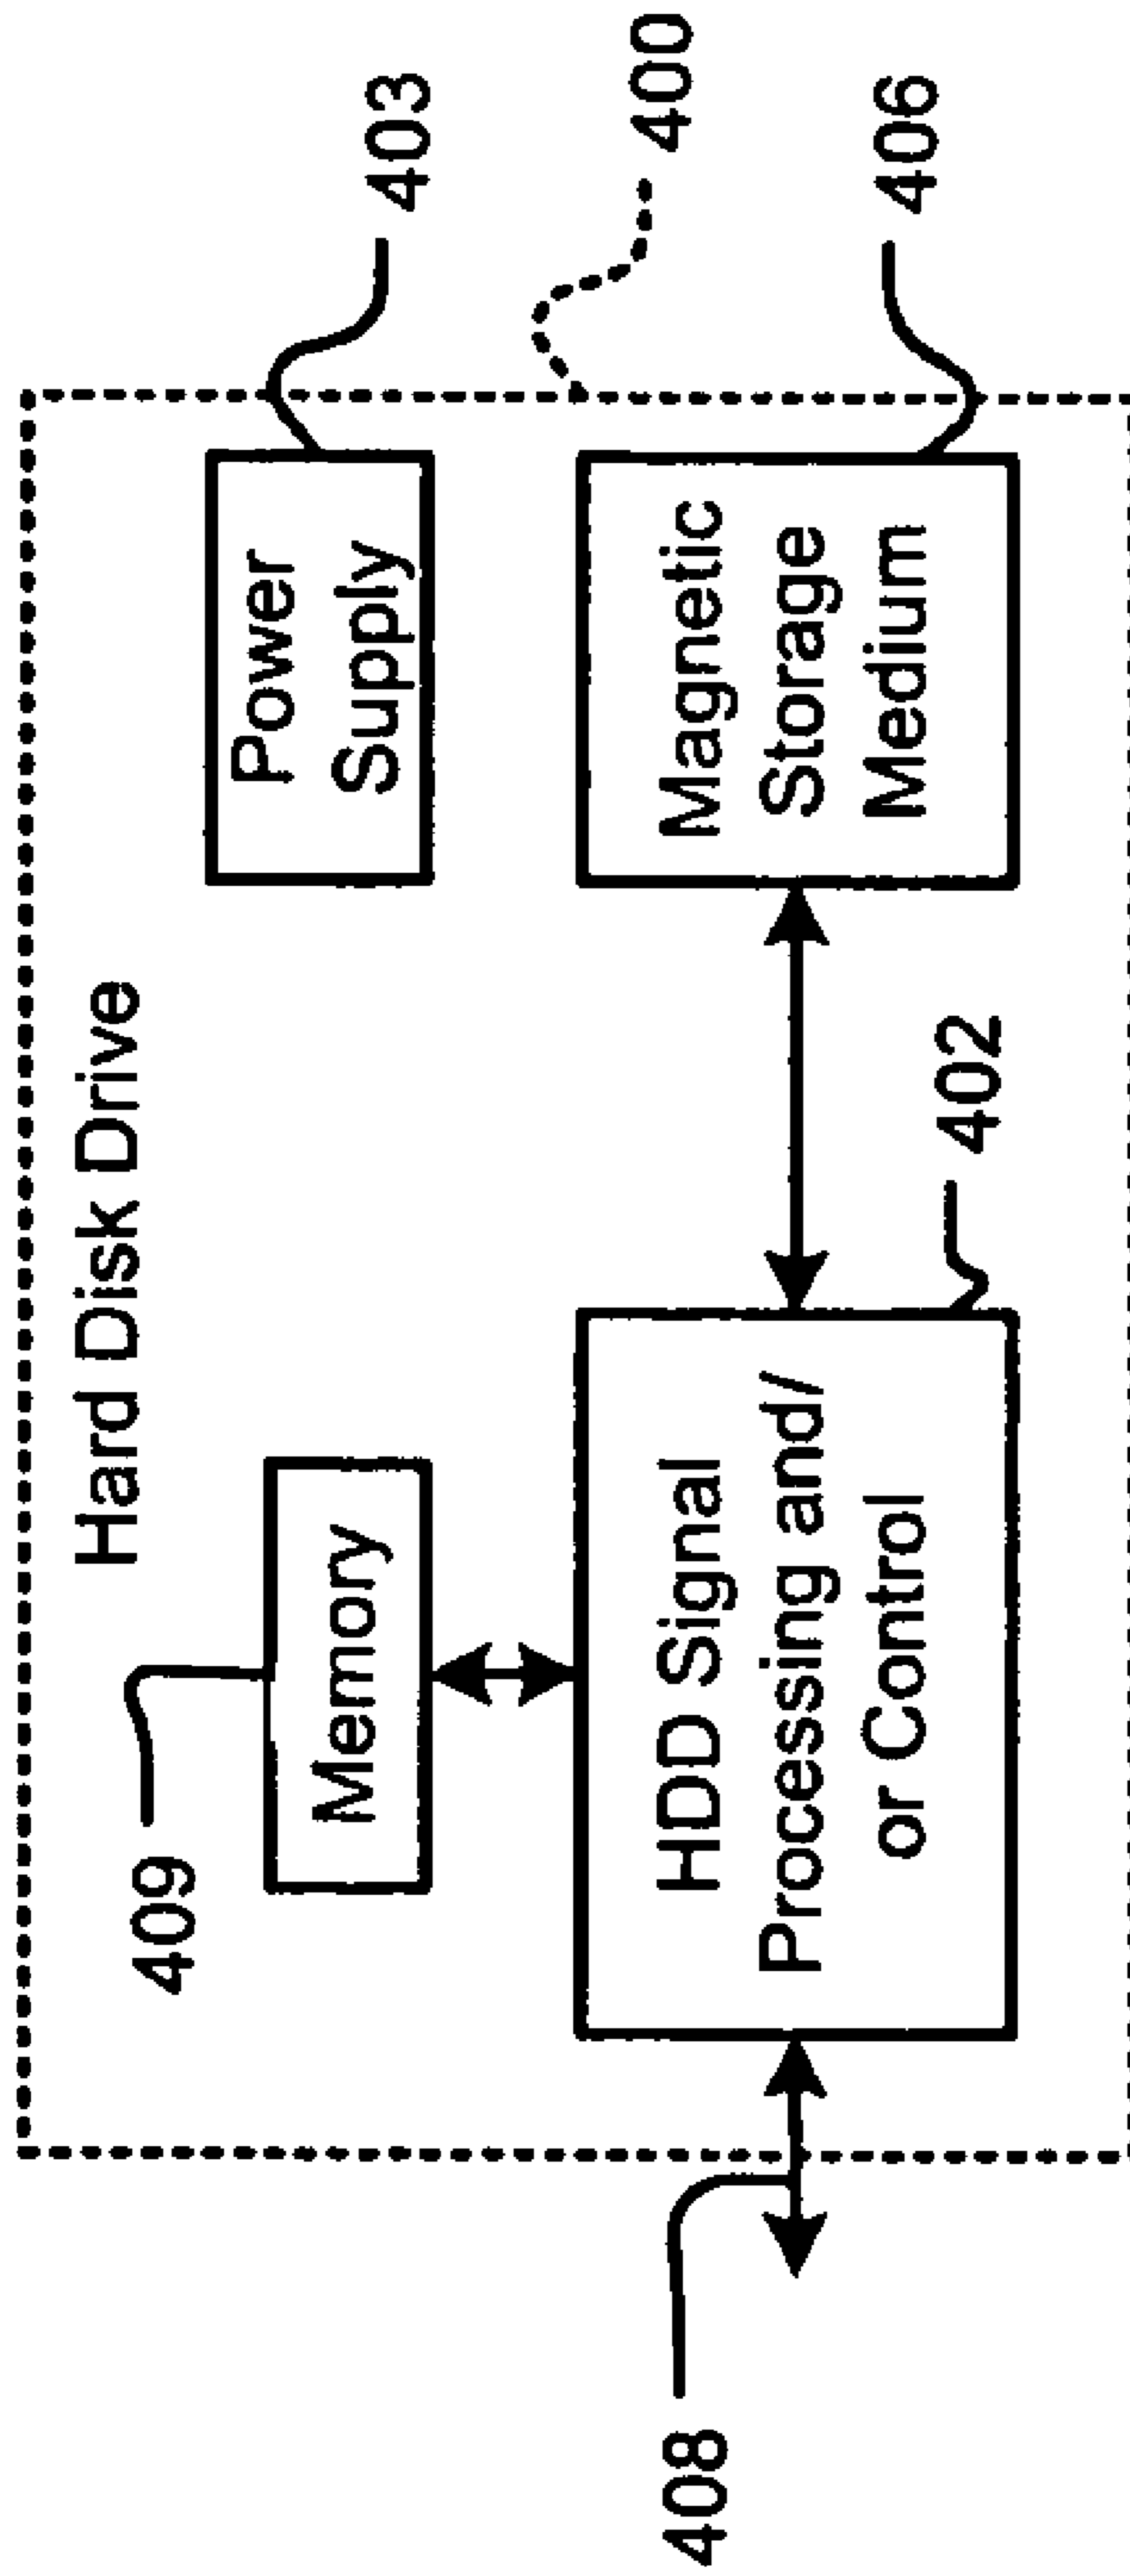 Hard Disk Drive
409
Memory
Power
Supply
403
400
408
HDD Signal
Processing and/
or Control
402
Magnetic
Storage
Medium
406